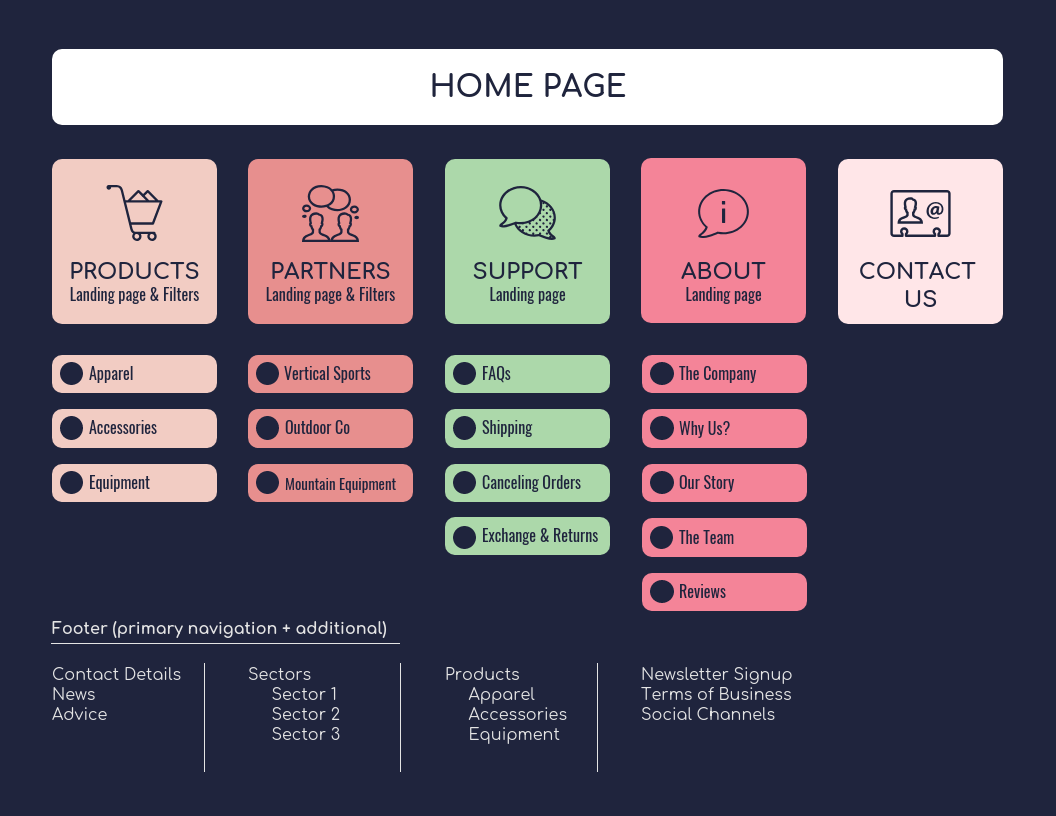 HOME PAGE
PRODUCTS
Landing page & Filters
Apparel
Accessories
Equipment
PARTNERS
Landing page & Filters
Vertical Sports
Outdoor Co
Mountain Equipment
SUPPORT
Landing page
FAQs
Shipping
Canceling Orders
Exchange & Returns
i
ABOUT
Landing page
The Company
Why Us?
Our Story
The Team
Reviews
@
CONTACT
US
Footer (primary navigation + additional)
Contact Details
News
Advice
Sectors
Sector 1
Sector 2
Sector 3
Products
Apparel
Accessories
Equipment
Newsletter Signup
Terms of Business
Social Channels